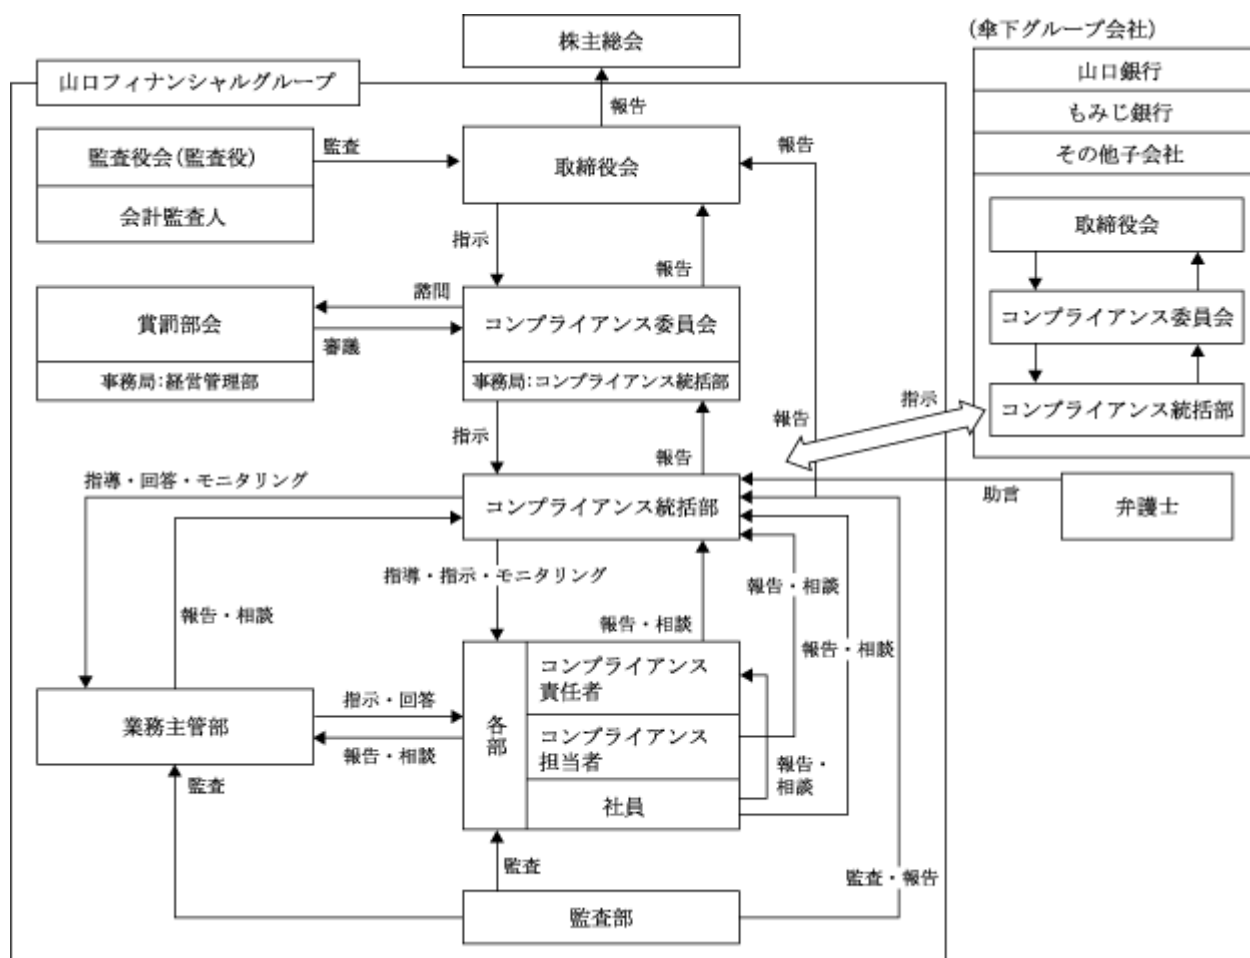 株主総会
(傘下グループ会社)
山口フィナンシャルグループ
山口銀行
もみじ銀行
その他子会社
報告
監査役会(監査役)
会計監査人
監査
取締役会
報告
取締役会
指示
報告
賞罰部会
事務局:経営管理部
諮問
審議
コンプライアンス委員会
事務局:コンプライアンス統括部
コンプライアンス委員会
コンプライアンス統括部
指示
報告
報告
指示
指導・回答・モニタリング
コンプライアンス統括部
助言
弁護士
指導・指示・モニタリング
報告・相談
報告・相談
報告・相談
報告・相談
業務主管部
指示・回答
報告・相談
各
部
コンプライアンス
責任者
コンプライアンス
担当者
社員
報告・
相談
監査
監査
監査・報告
監査部